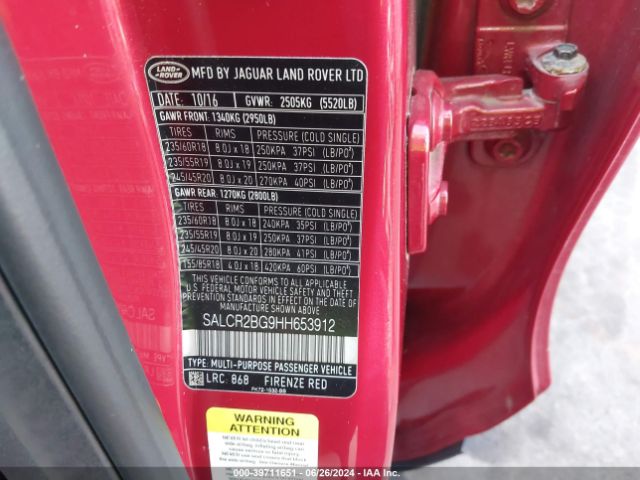 LAND-ROVER
MFD BY JAGUAR LAND ROVER LTD
DATE: 10/16 GVWR: 2505KG (5520LB)
GAWR FRONT: 1340KG (2950LB)
TIRES RIMS PRESSURE (COLD SINGLE)
235/60R18 8.0J x 18 250KPA 37PSI (LB/PO²)
235/55R19 8.0J x 19 250KPA 37PSI (LB/PO²)
245/45R20 8.0J x 20 270KPA 40PSI (LB/PO²)
GAWR REAR: 1270KG (2800LB)
TIRES RIMS PRESSURE (COLD SINGLE)
235/60R18 8.0J x 18 240KPA 35PSI (LB/PO²)
235/55R19 8.0J x 19 250KPA 37PSI (LB/PO²)
245/45R20 8.0J x 20 280KPA 41PSI (LB/PO²)
155/85R18 4.0J x 18 420KPA 60PSI (LB/PO²)
THIS VEHICLE CONFORMS TO ALL APPLICABLE
U.S. FEDERAL MOTOR VEHICLE SAFETY AND THEFT
PREVENTION STANDARDS IN EFFECT ON THE DATE OF
MANUFACTURE SHOWN ABOVE
SALCR2BG9HH653912
TYPE: MULTI-PURPOSE PASSENGER VEHICLE
LRC: 868 FIRENZE RED
WARNING
ATTENTION
IAA-39711651 - 06/26/2024 - IAAI.COM